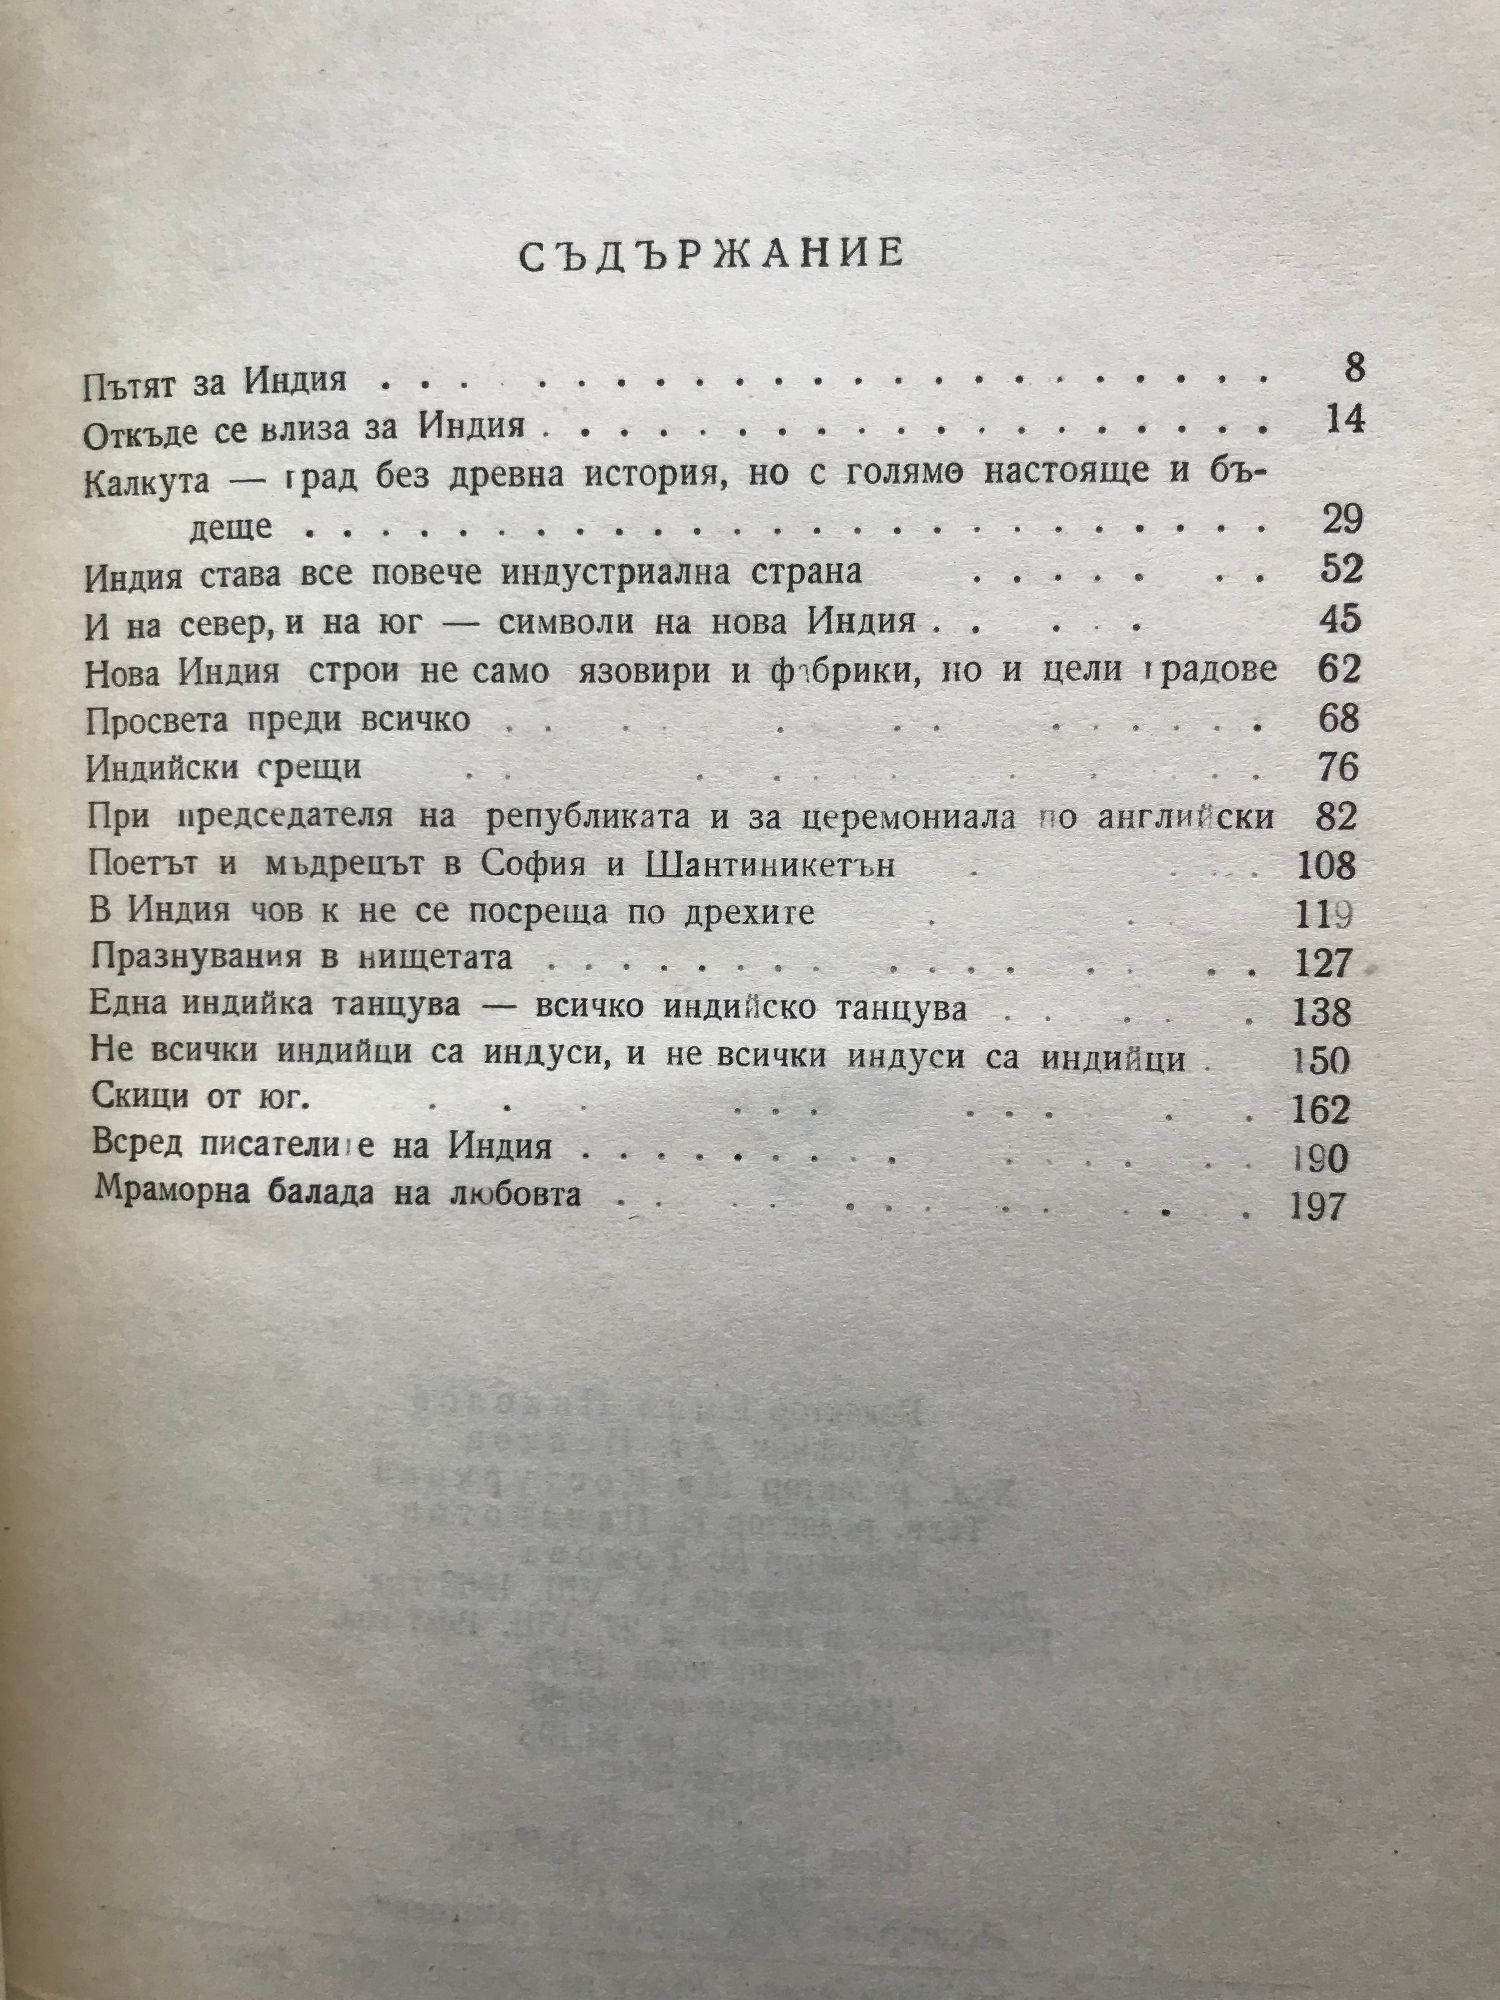 СЪДЪРЖАНИЕ
Пътят за Индия . . . . . . . . . . . . . . . . . . . . . . 8
Откъде се влиза за Индия . . . . . . . . . . . . . . . . . . . 14
Калкута — град без древна история, но с голямо настояще и бъ-
деще . . . . . . . . . . . . . . . . . . . . . . . . . 29
Индия става все повече индустриална страна . . . . . . . 52
И на север, и на юг — символи на нова Индия . . . . . 45
Нова Индия строи не само язовири и фабрики, но и цели градове 62
Просвета преди всичко . . . . . . . . . . . . . 68
Индийски срещи . . . . . . . . . . . 76
При председателя на републиката и за церемониала по английски 82
Поетът и мъдрецът в София и Шантиникетън . . . . 108
В Индия чов к не се посреща по дрехите . . . 119
Празнувания в нищетата . . . . . . . . . . . . . . . . 127
Една индийка танцува — всичко индийско танцува . . . . . 138
Не всички индийци са индуси, и не всички индуси са индийци . 150
Скици от юг. . . . . . . . . . . . 162
Всред писателите на Индия . . . . . . . . . . . . . . . 190
Мраморна балада на любовта . . . . . . . . . . . . 197